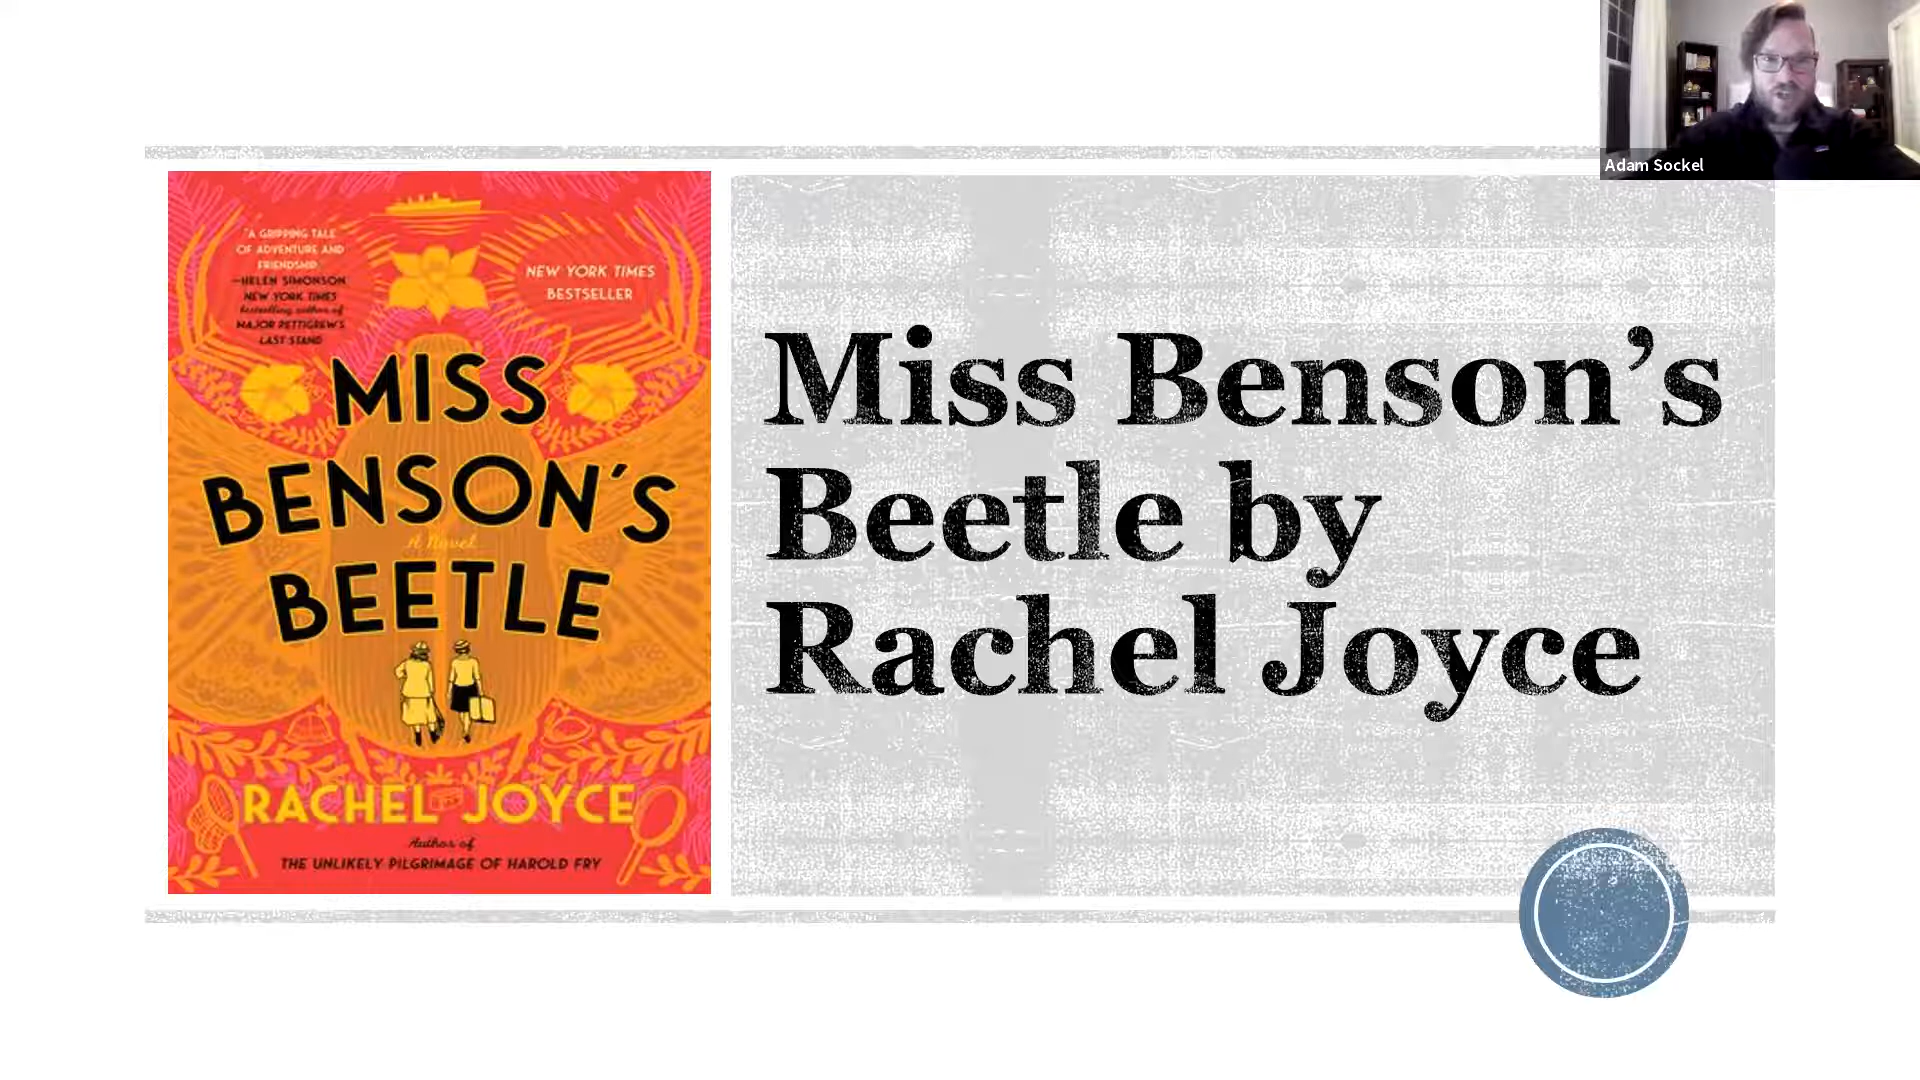 Adam Sockel
"A GRIPPING TALE
OF ADVENTURE AND
FRIENDSHIP."
—HELEN SIMONSON
NEW YORK TIMES
bestselling author of
MAJOR PETTIGREW'S
LAST STAND
NEW YORK TIMES
BESTSELLER
MISS
BENSON'S
A Novel
BEETLE
RACHEL JOYCE
Author of
THE UNLIKELY PILGRIMAGE OF HAROLD FRY
Miss Benson’s
Beetle by
Rachel Joyce